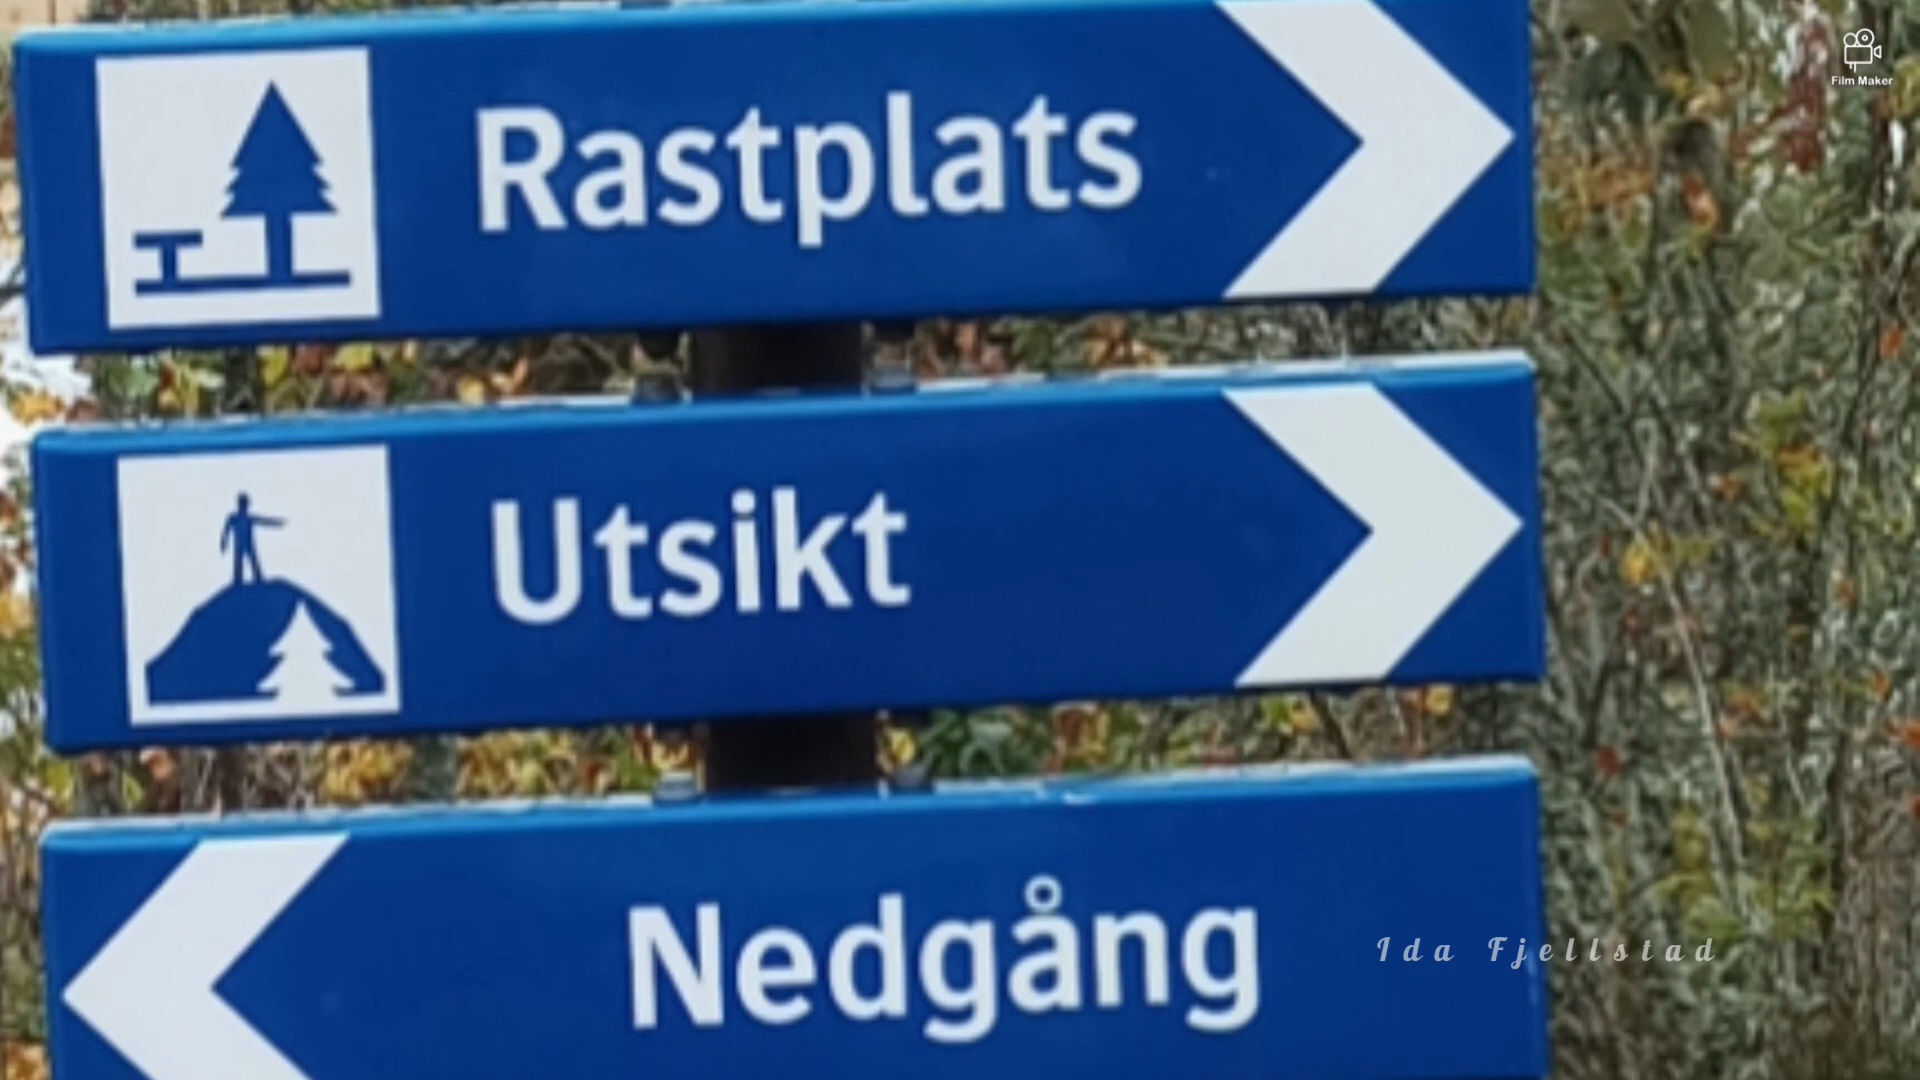 Film Maker
Rastplats
Utsikt
Nedgång
Ida Fjellstad